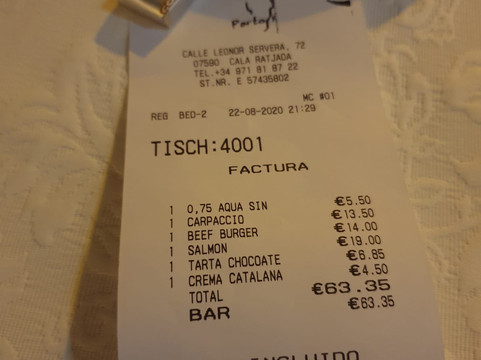 CALLE LEONOR SERVERA, 72
07590 CALA RATJADA
TEL.+34 971 81 87 22
ST.NR. E 57435802
MC #01
REG BED-2 22-08-2020 21:29
TISCH:4001
FACTURA
1 0,75 AQUA SIN €5.50
1 CARPACCIO €13.50
1 BEEF BURGER €14.00
1 SALMON €19.00
1 TARTA CHOCOATE €6.85
1 CREMA CATALANA €4.50
TOTAL €63.35
BAR €63.35
INCLUIDO